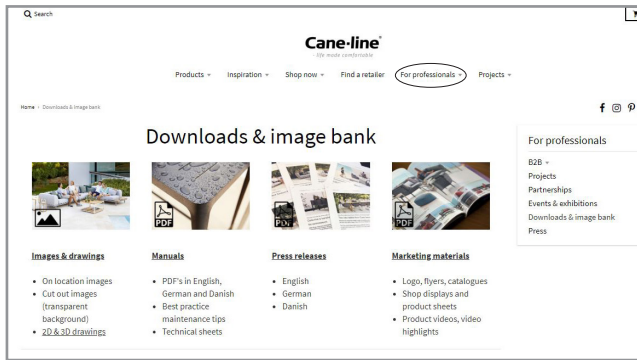 Search
Cane-line®
life made comfortable
Products Inspiration Shop now Find a retailer For professionals Projects
Home › Downloads & image bank
Downloads & image bank
For professionals
B2B
Projects
Partnerships
Events & exhibitions
Downloads & image bank
Press
PDF
PDF
PDF
Images & drawings
• On location images
• Cut out images
(transparent
background)
• 2D & 3D drawings
Manuals
• PDF's in English,
German and Danish
• Best practice
maintenance tips
• Technical sheets
Press releases
• English
• German
• Danish
Marketing materials
• Logo, flyers, catalogues
• Shop displays and
product sheets
• Product videos, video
highlights